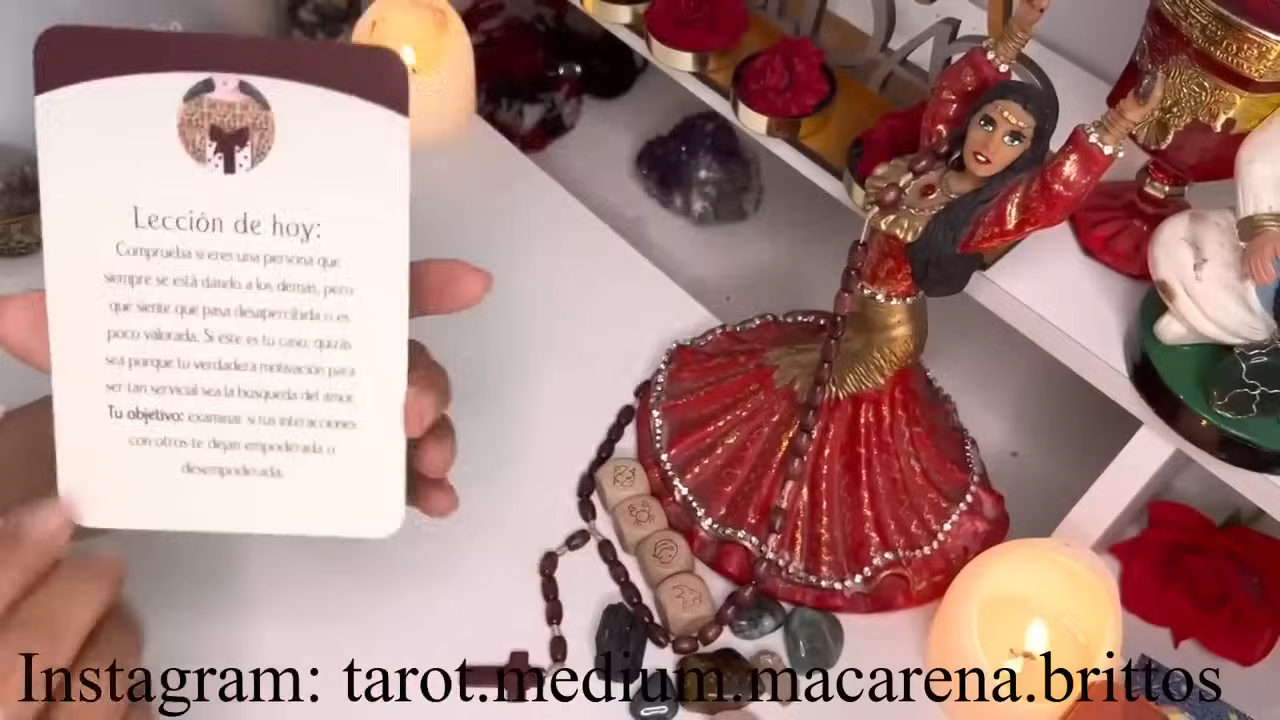 Lección de hoy:
Comprueba si eres una persona que
siempre se está dando a los demás, pero
que siente que pasa desapercibida o es
poco valorada. Si este es tu caso, quizás
sea porque tu verdadera motivación para
ser tan servicial sea la búsqueda del amor.
Tu objetivo: examinar si tus interacciones
con otros te dejan empoderada o
desempoderada.
Instagram: tarot.medium.macarena.brittos